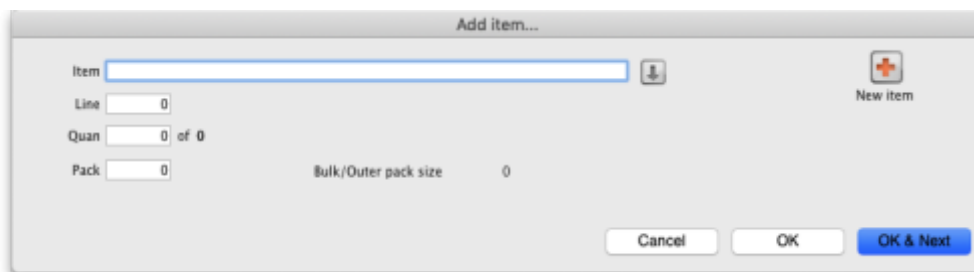 Add item...
Item
New item
Line 0
Quan 0 of 0
Pack 0 Bulk/Outer pack size 0
Cancel OK OK & Next